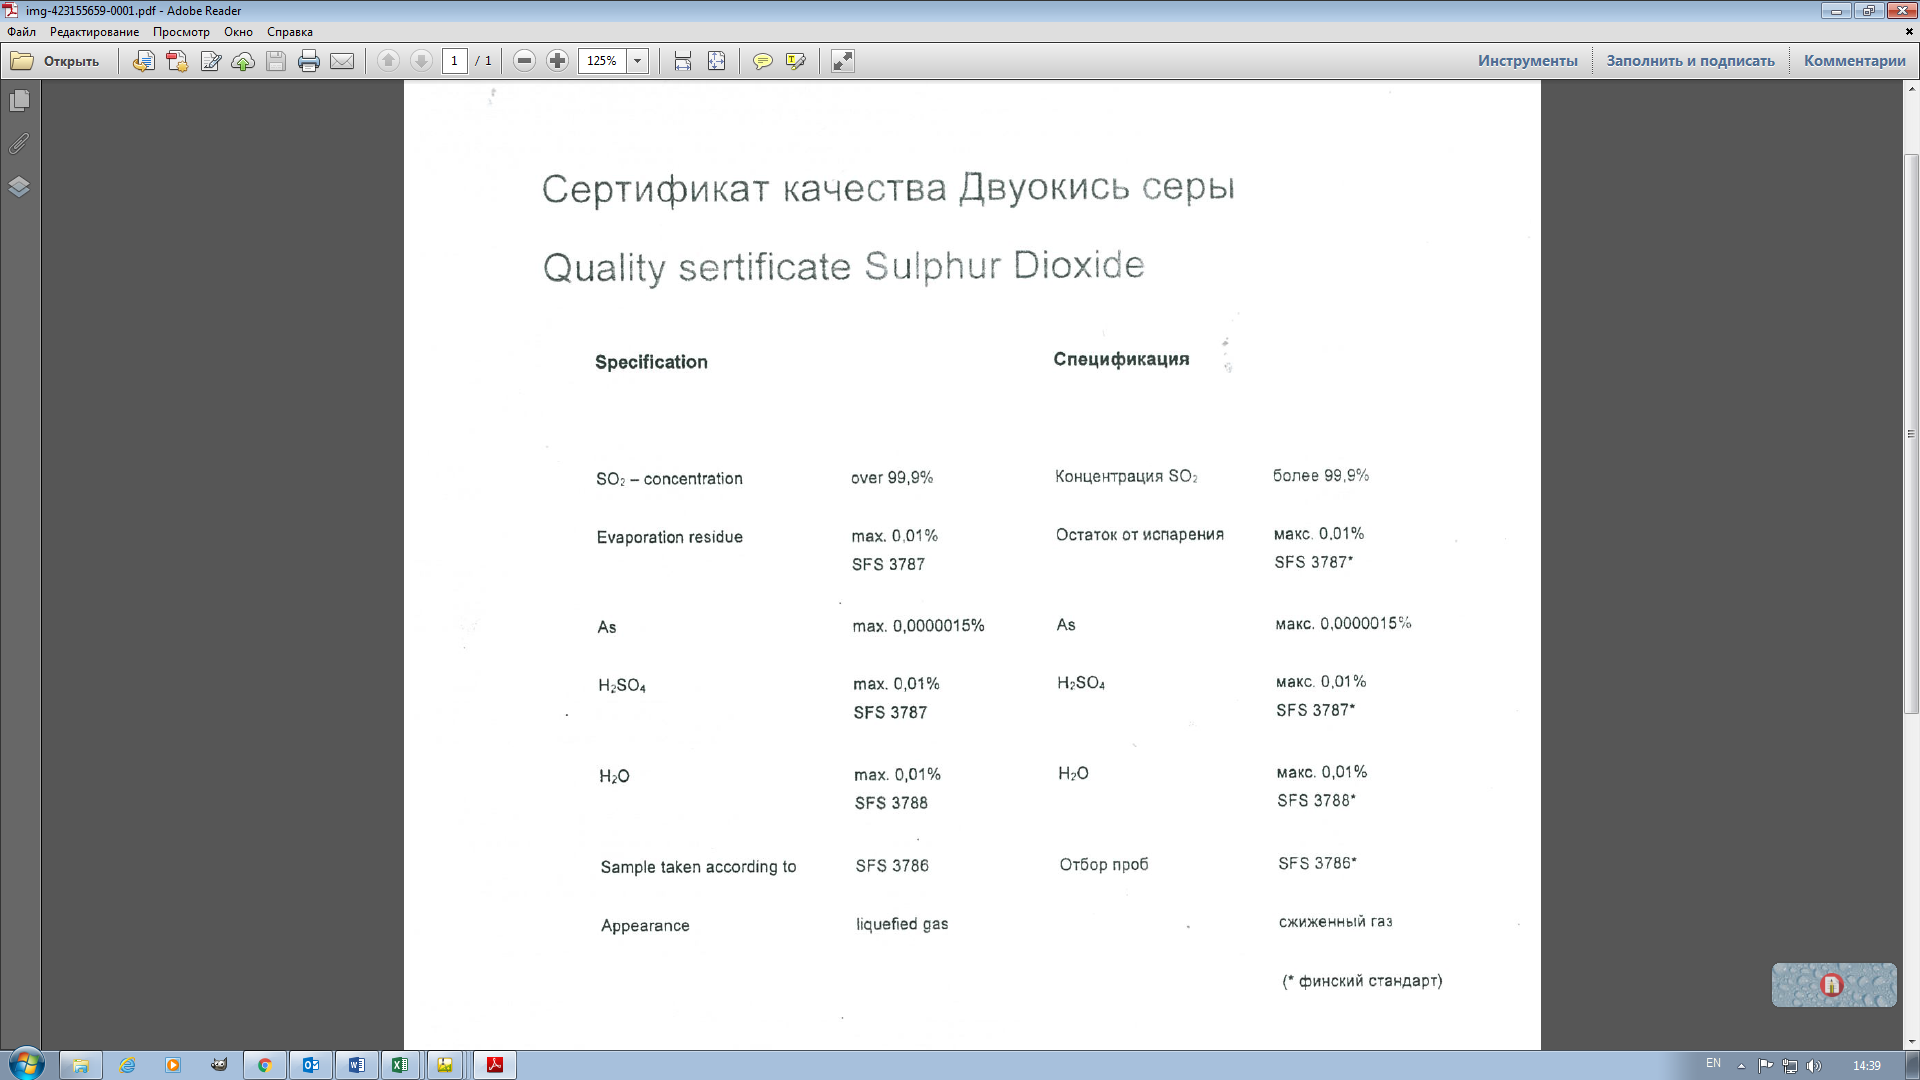 img-423155659-0001.pdf - Adobe Reader
Файл Редактирование Просмотр Окно Справка
Открыть 1 / 1 125% Инструменты Заполнить и подписать Комментарии
Сертификат качества Двуокись серы
Quality sertificate Sulphur Dioxide
Specification Спецификация
SO₂ – concentration over 99,9% Концентрация SO₂ более 99,9%
Evaporation residue max. 0,01% Остаток от испарения макс. 0,01%
SFS 3787 SFS 3787*
As max. 0,0000015% As макс. 0,0000015%
H₂SO₄ max. 0,01% H₂SO₄ макс. 0,01%
SFS 3787 SFS 3787*
H₂O max. 0,01% H₂O макс. 0,01%
SFS 3788 SFS 3788*
Sample taken according to SFS 3786 Отбор проб SFS 3786*
Appearance liquefied gas сжиженный газ
(* финский стандарт)
EN 14:39